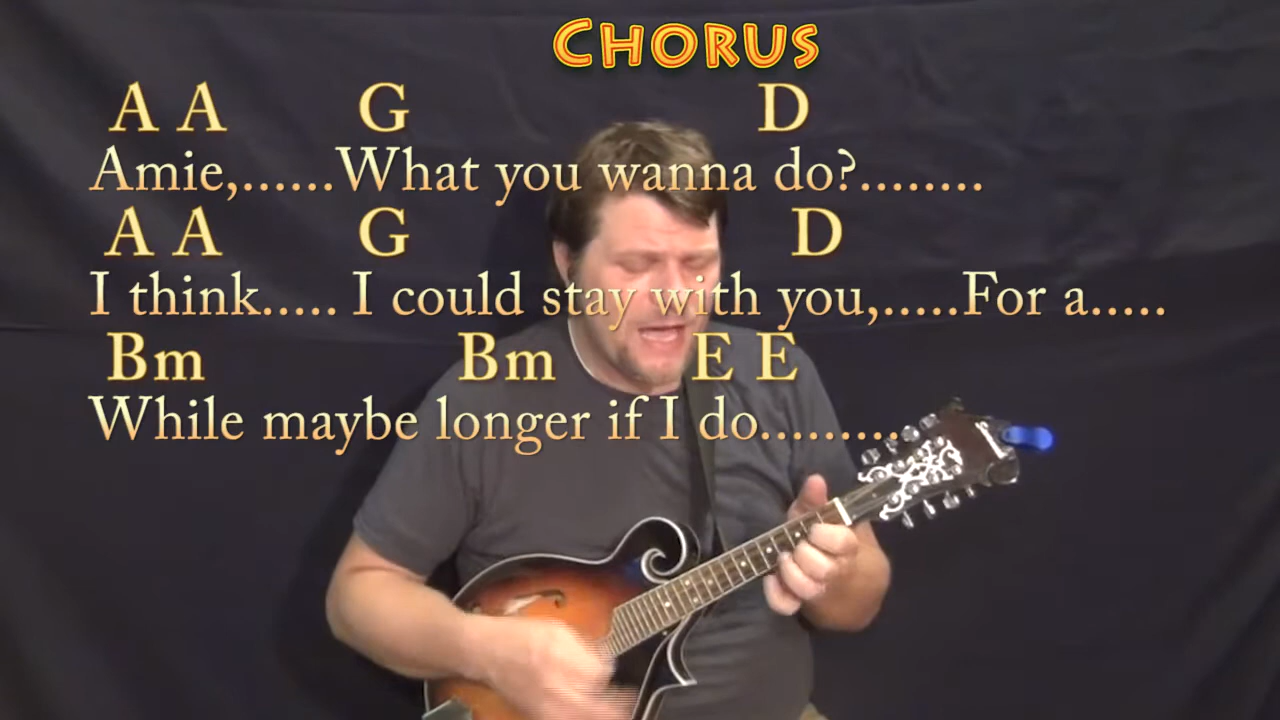 CHORUS
A A G D
Amie,......What you wanna do?........
A A G D
I think..... I could stay with you,.....For a.....
Bm Bm E E
While maybe longer if I do..........